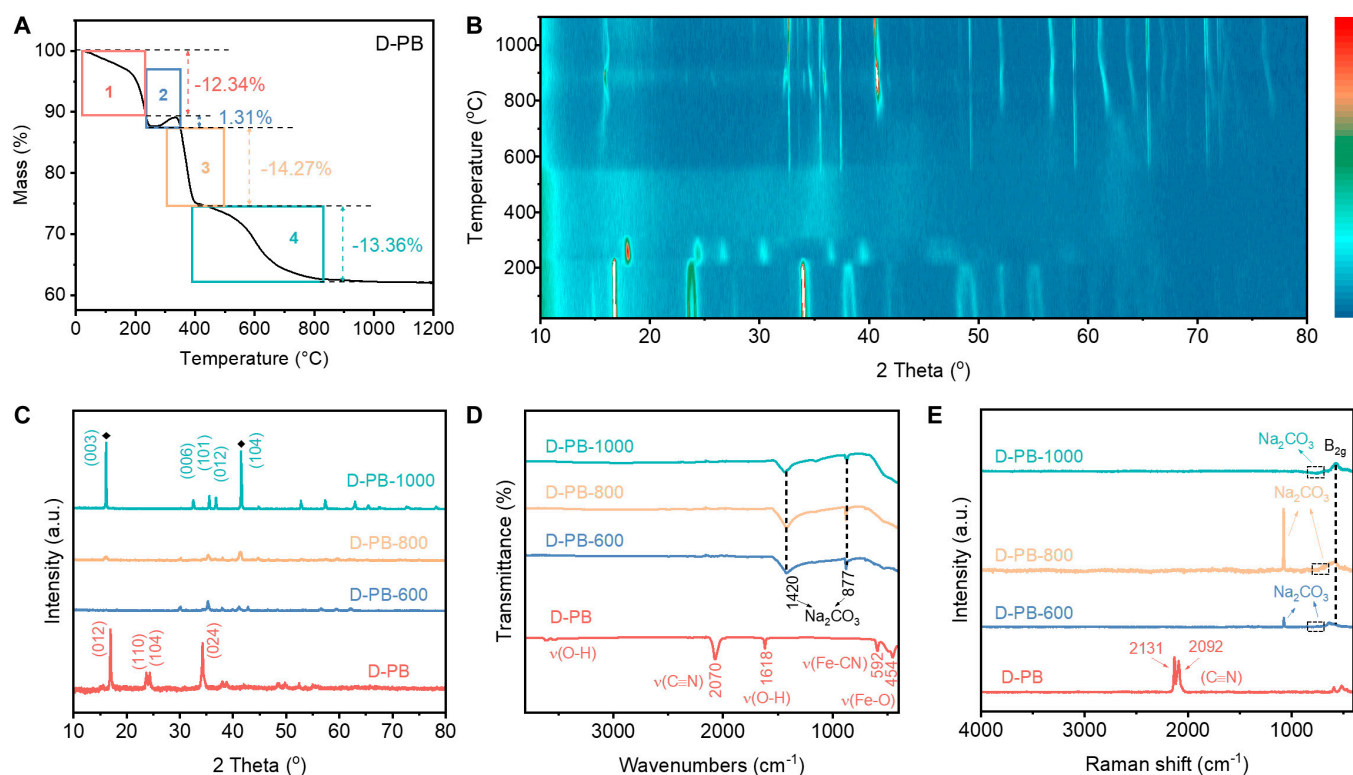 A
D-PB
100
90
80
70
60
Mass (%)
1
2
3
4
-12.34%
1.31%
-14.27%
-13.36%
0 200 400 600 800 1000 1200
Temperature (°C)
B
1000
800
600
400
200
Temperature (°C)
10 20 30 40 50 60 70 80
2 Theta (°)
C
(003)
(006)
(101)
(012)
(104)
D-PB-1000
D-PB-800
D-PB-600
D-PB
(012)
(110)
(104)
(024)
Intensity (a.u.)
10 20 30 40 50 60 70 80
2 Theta (°)
D
D-PB-1000
D-PB-800
D-PB-600
1420
877
Na₂CO₃
D-PB
ν(O-H)
ν(C≡N)
2070
1618
ν(O-H)
ν(Fe-CN)
592
454
ν(Fe-O)
Transmittance (%)
3000 2000 1000
Wavenumbers (cm⁻¹)
E
D-PB-1000
Na₂CO₃
B₂g
D-PB-800
Na₂CO₃
D-PB-600
Na₂CO₃
D-PB
2131
2092
(C≡N)
Intensity (a.u.)
4000 3000 2000 1000
Raman shift (cm⁻¹)